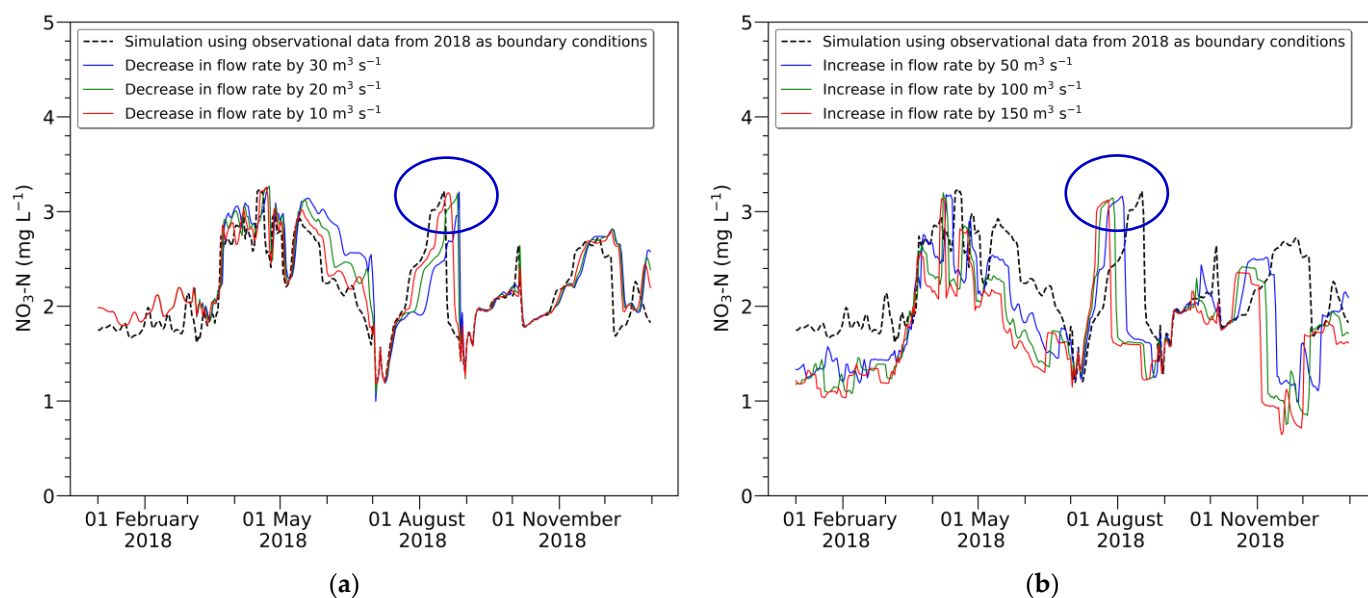 5
4
3
2
1
0
NO₃-N (mg L⁻¹)
Simulation using observational data from 2018 as boundary conditions
Decrease in flow rate by 30 m³ s⁻¹
Decrease in flow rate by 20 m³ s⁻¹
Decrease in flow rate by 10 m³ s⁻¹
01 February
2018
01 May
2018
01 August
2018
01 November
2018
(a)
5
4
3
2
1
0
NO₃-N (mg L⁻¹)
Simulation using observational data from 2018 as boundary conditions
Increase in flow rate by 50 m³ s⁻¹
Increase in flow rate by 100 m³ s⁻¹
Increase in flow rate by 150 m³ s⁻¹
01 February
2018
01 May
2018
01 August
2018
01 November
2018
(b)